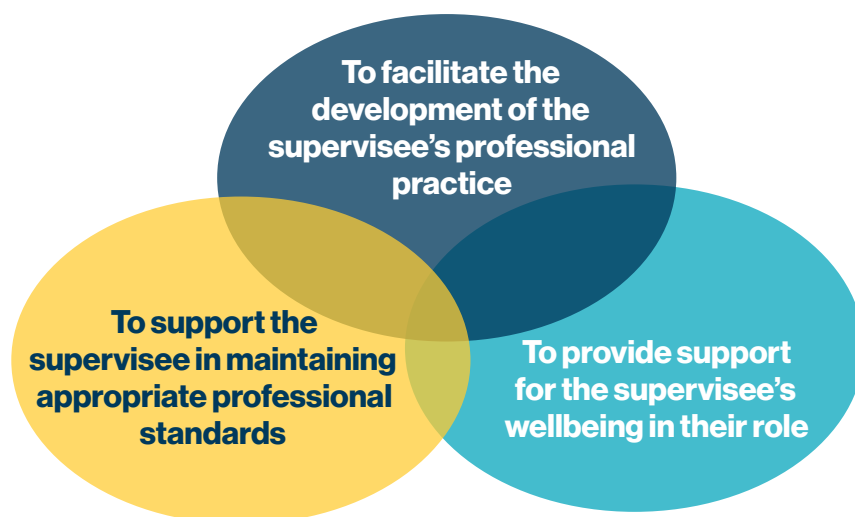 To facilitate the
development of the
supervisee’s professional
practice
To support the
supervisee in maintaining
appropriate professional
standards
To provide support
for the supervisee’s
wellbeing in their role